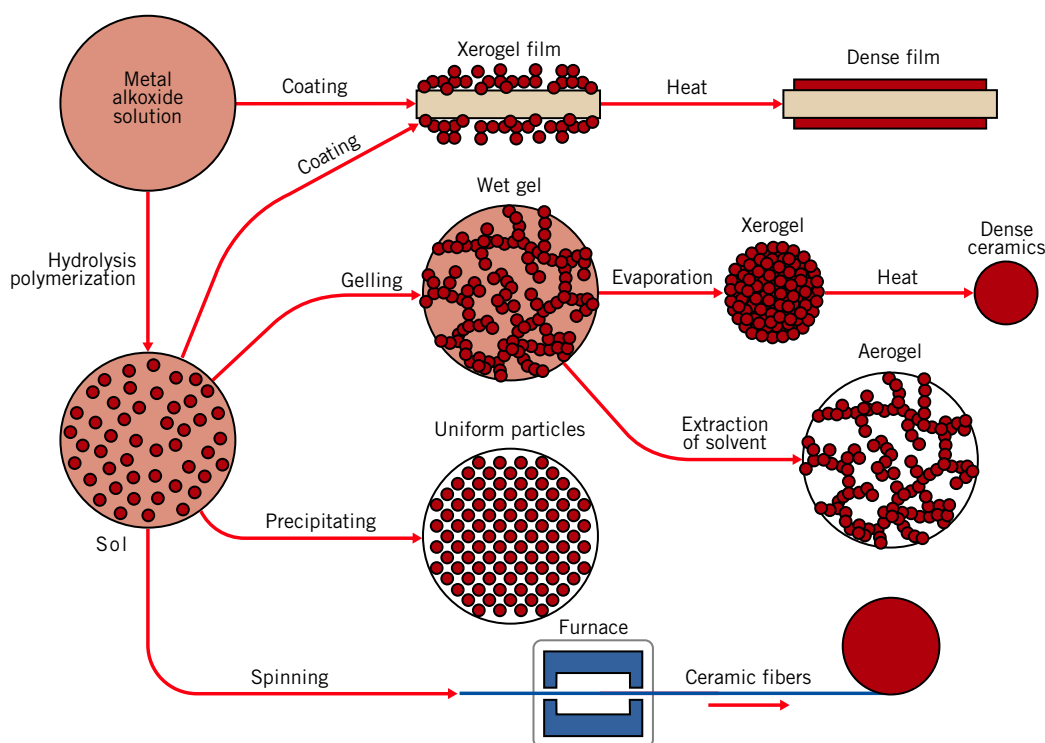 Metal
alkoxide
solution
Coating
Xerogel film
Heat
Dense film
Coating
Hydrolysis
polymerization
Wet gel
Gelling
Evaporation
Xerogel
Heat
Dense
ceramics
Aerogel
Extraction
of solvent
Uniform particles
Precipitating
Sol
Furnace
Spinning
Ceramic fibers